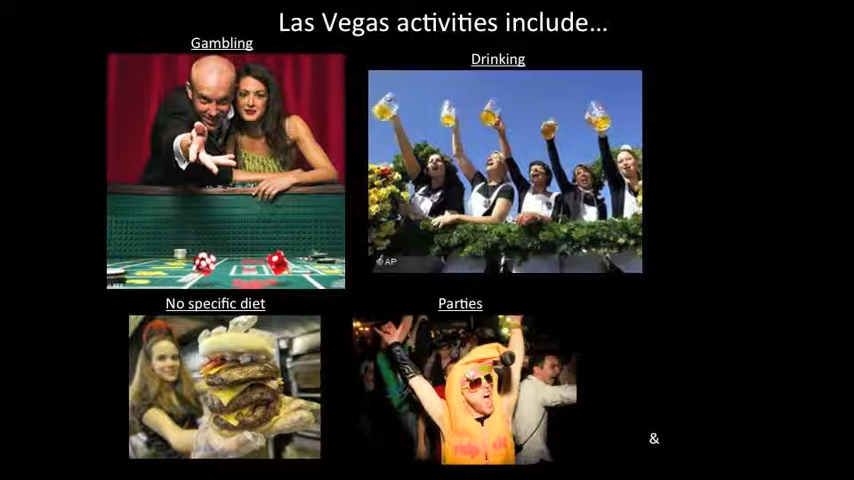 Las Vegas activities include...
Gambling
Drinking
© AP
No specific diet
Parties
&